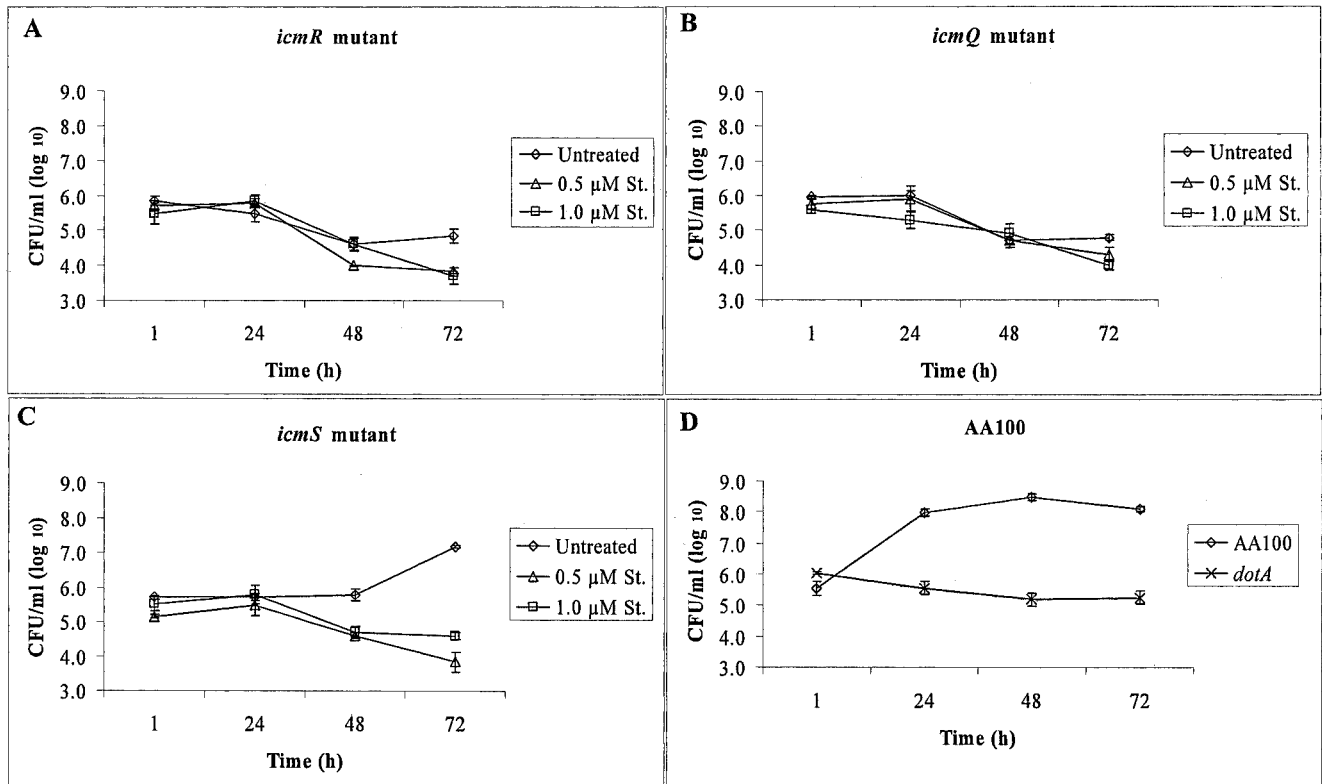 A
icmR mutant
9.0
8.0
7.0
6.0
5.0
4.0
3.0
CFU/ml (log 10)
1 24 48 72
Time (h)
Untreated
0.5 µM St.
1.0 µM St.
B
icmQ mutant
9.0
8.0
7.0
6.0
5.0
4.0
3.0
CFU/ml (log 10)
1 24 48 72
Time (h)
Untreated
0.5 µM St.
1.0 µM St.
C
icmS mutant
9.0
8.0
7.0
6.0
5.0
4.0
3.0
CFU/ml (log 10)
1 24 48 72
Time (h)
Untreated
0.5 µM St.
1.0 µM St.
D
AA100
9.0
8.0
7.0
6.0
5.0
4.0
3.0
CFU/ml (log 10)
1 24 48 72
Time (h)
AA100
dotA